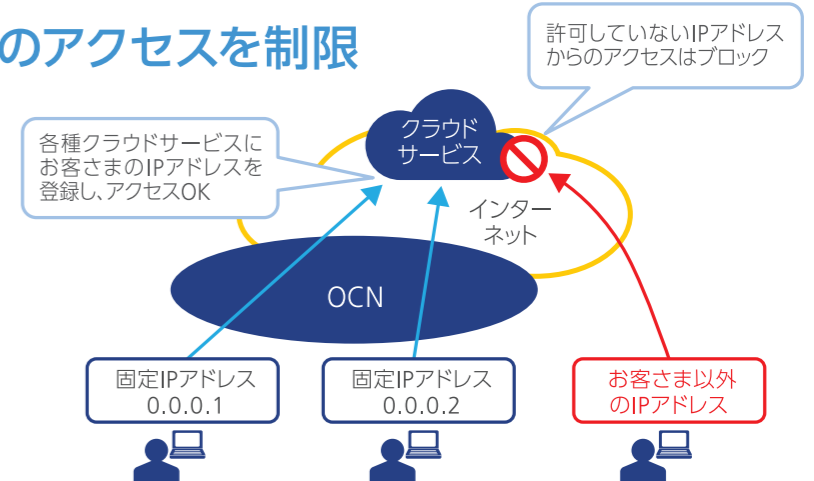 のアクセスを制限
許可していないIPアドレス
からのアクセスはブロック
クラウド
サービス
各種クラウドサービスに
お客さまのIPアドレスを
登録し、アクセスOK
インター
ネット
OCN
固定IPアドレス
0.0.0.1
固定IPアドレス
0.0.0.2
お客さま以外
のIPアドレス